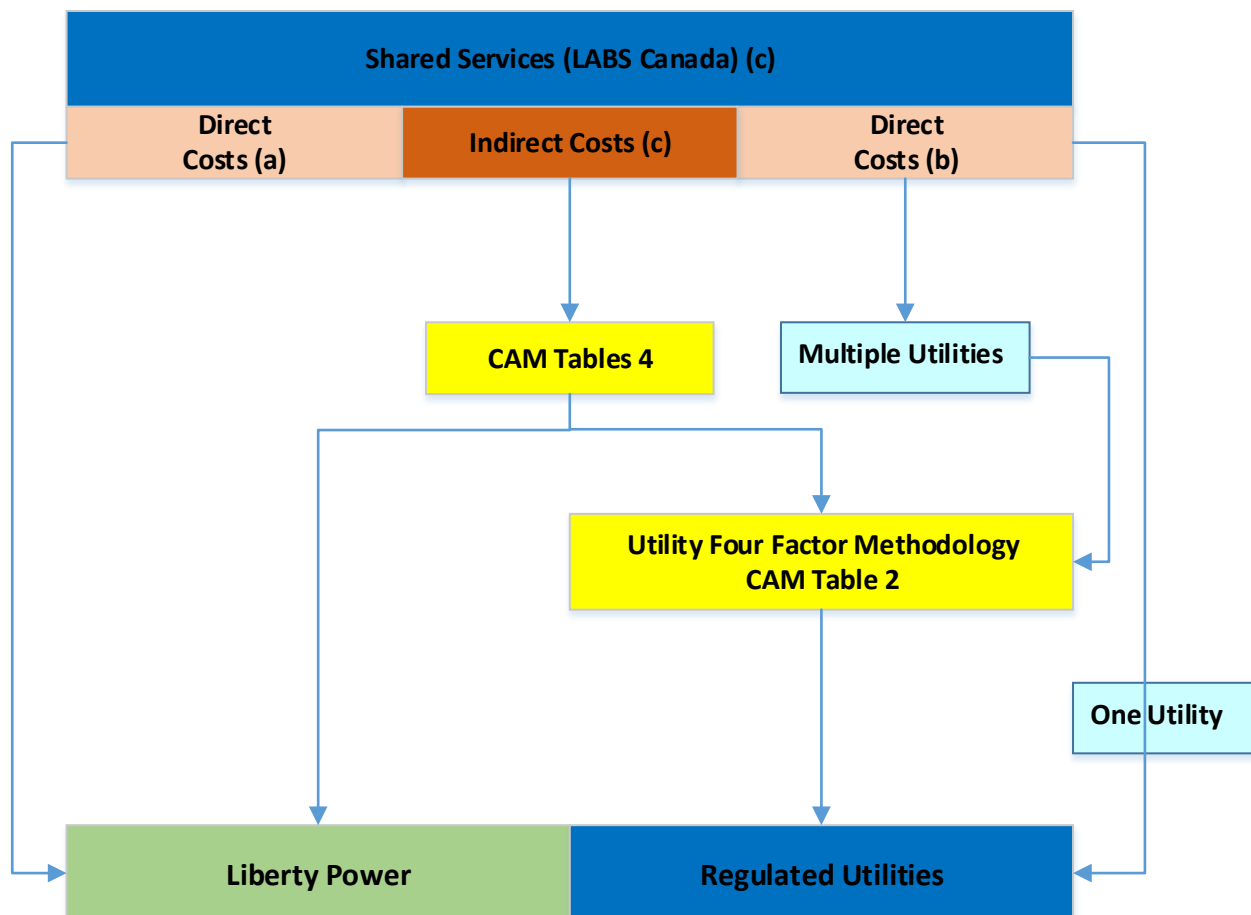 Shared Services (LABS Canada) (c)
Direct
Costs (a)
Indirect Costs (c)
Direct
Costs (b)
CAM Tables 4
Multiple Utilities
Utility Four Factor Methodology
CAM Table 2
One Utility
Liberty Power
Regulated Utilities